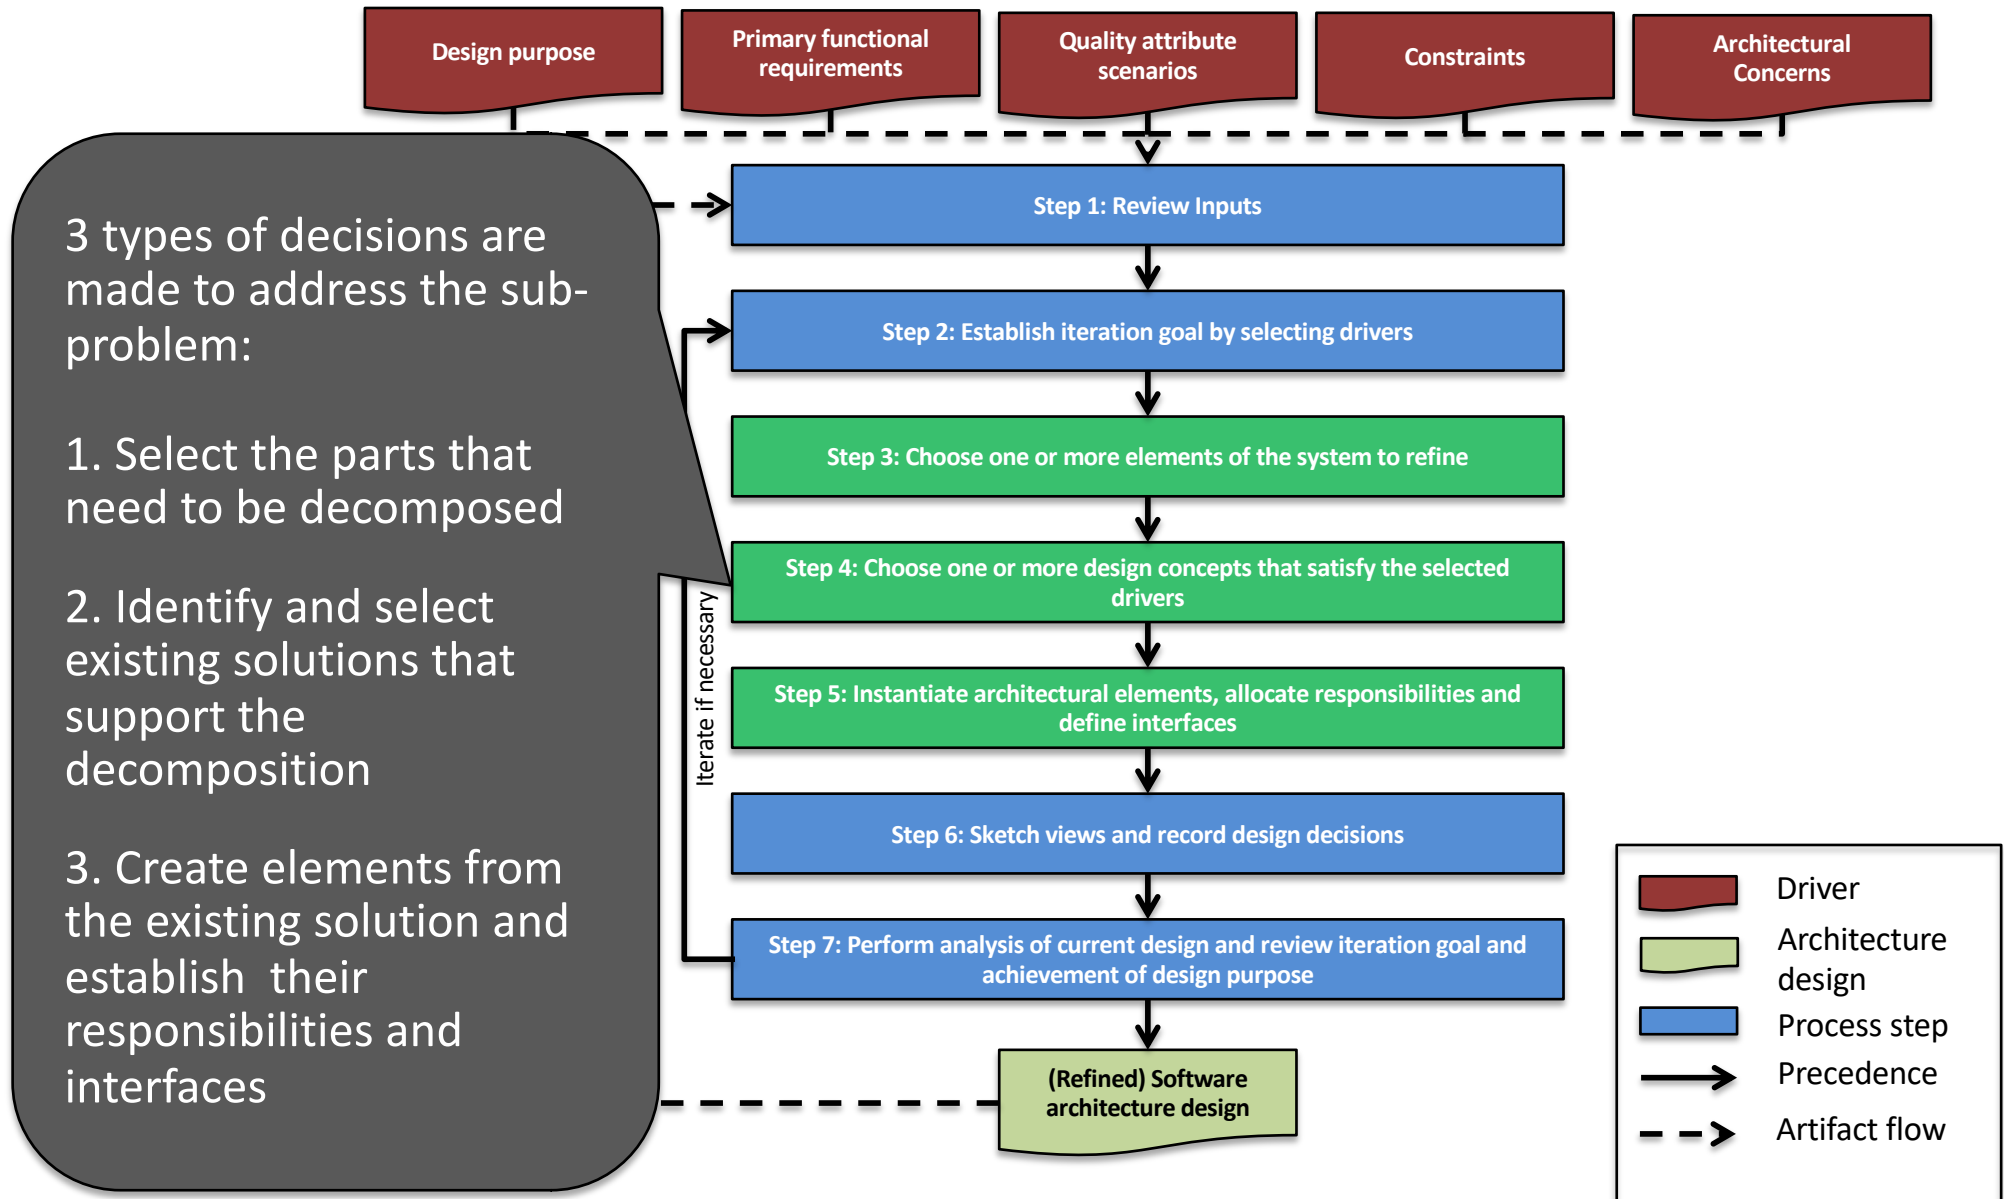 Design purpose
Primary functional
requirements
Quality attribute
scenarios
Constraints
Architectural
Concerns
3 types of decisions are
made to address the sub-
problem:
1. Select the parts that
need to be decomposed
2. Identify and select
existing solutions that
support the
decomposition
3. Create elements from
the existing solution and
establish  their
responsibilities and
interfaces
Step 1: Review Inputs
Step 2: Establish iteration goal by selecting drivers
Step 3: Choose one or more elements of the system to refine
Step 4: Choose one or more design concepts that satisfy the selected
drivers
Step 5: Instantiate architectural elements, allocate responsibilities and
define interfaces
Step 6: Sketch views and record design decisions
Step 7: Perform analysis of current design and review iteration goal and
achievement of design purpose
Iterate if necessary
(Refined) Software
architecture design
Driver
Architecture
design
Process step
Precedence
Artifact flow